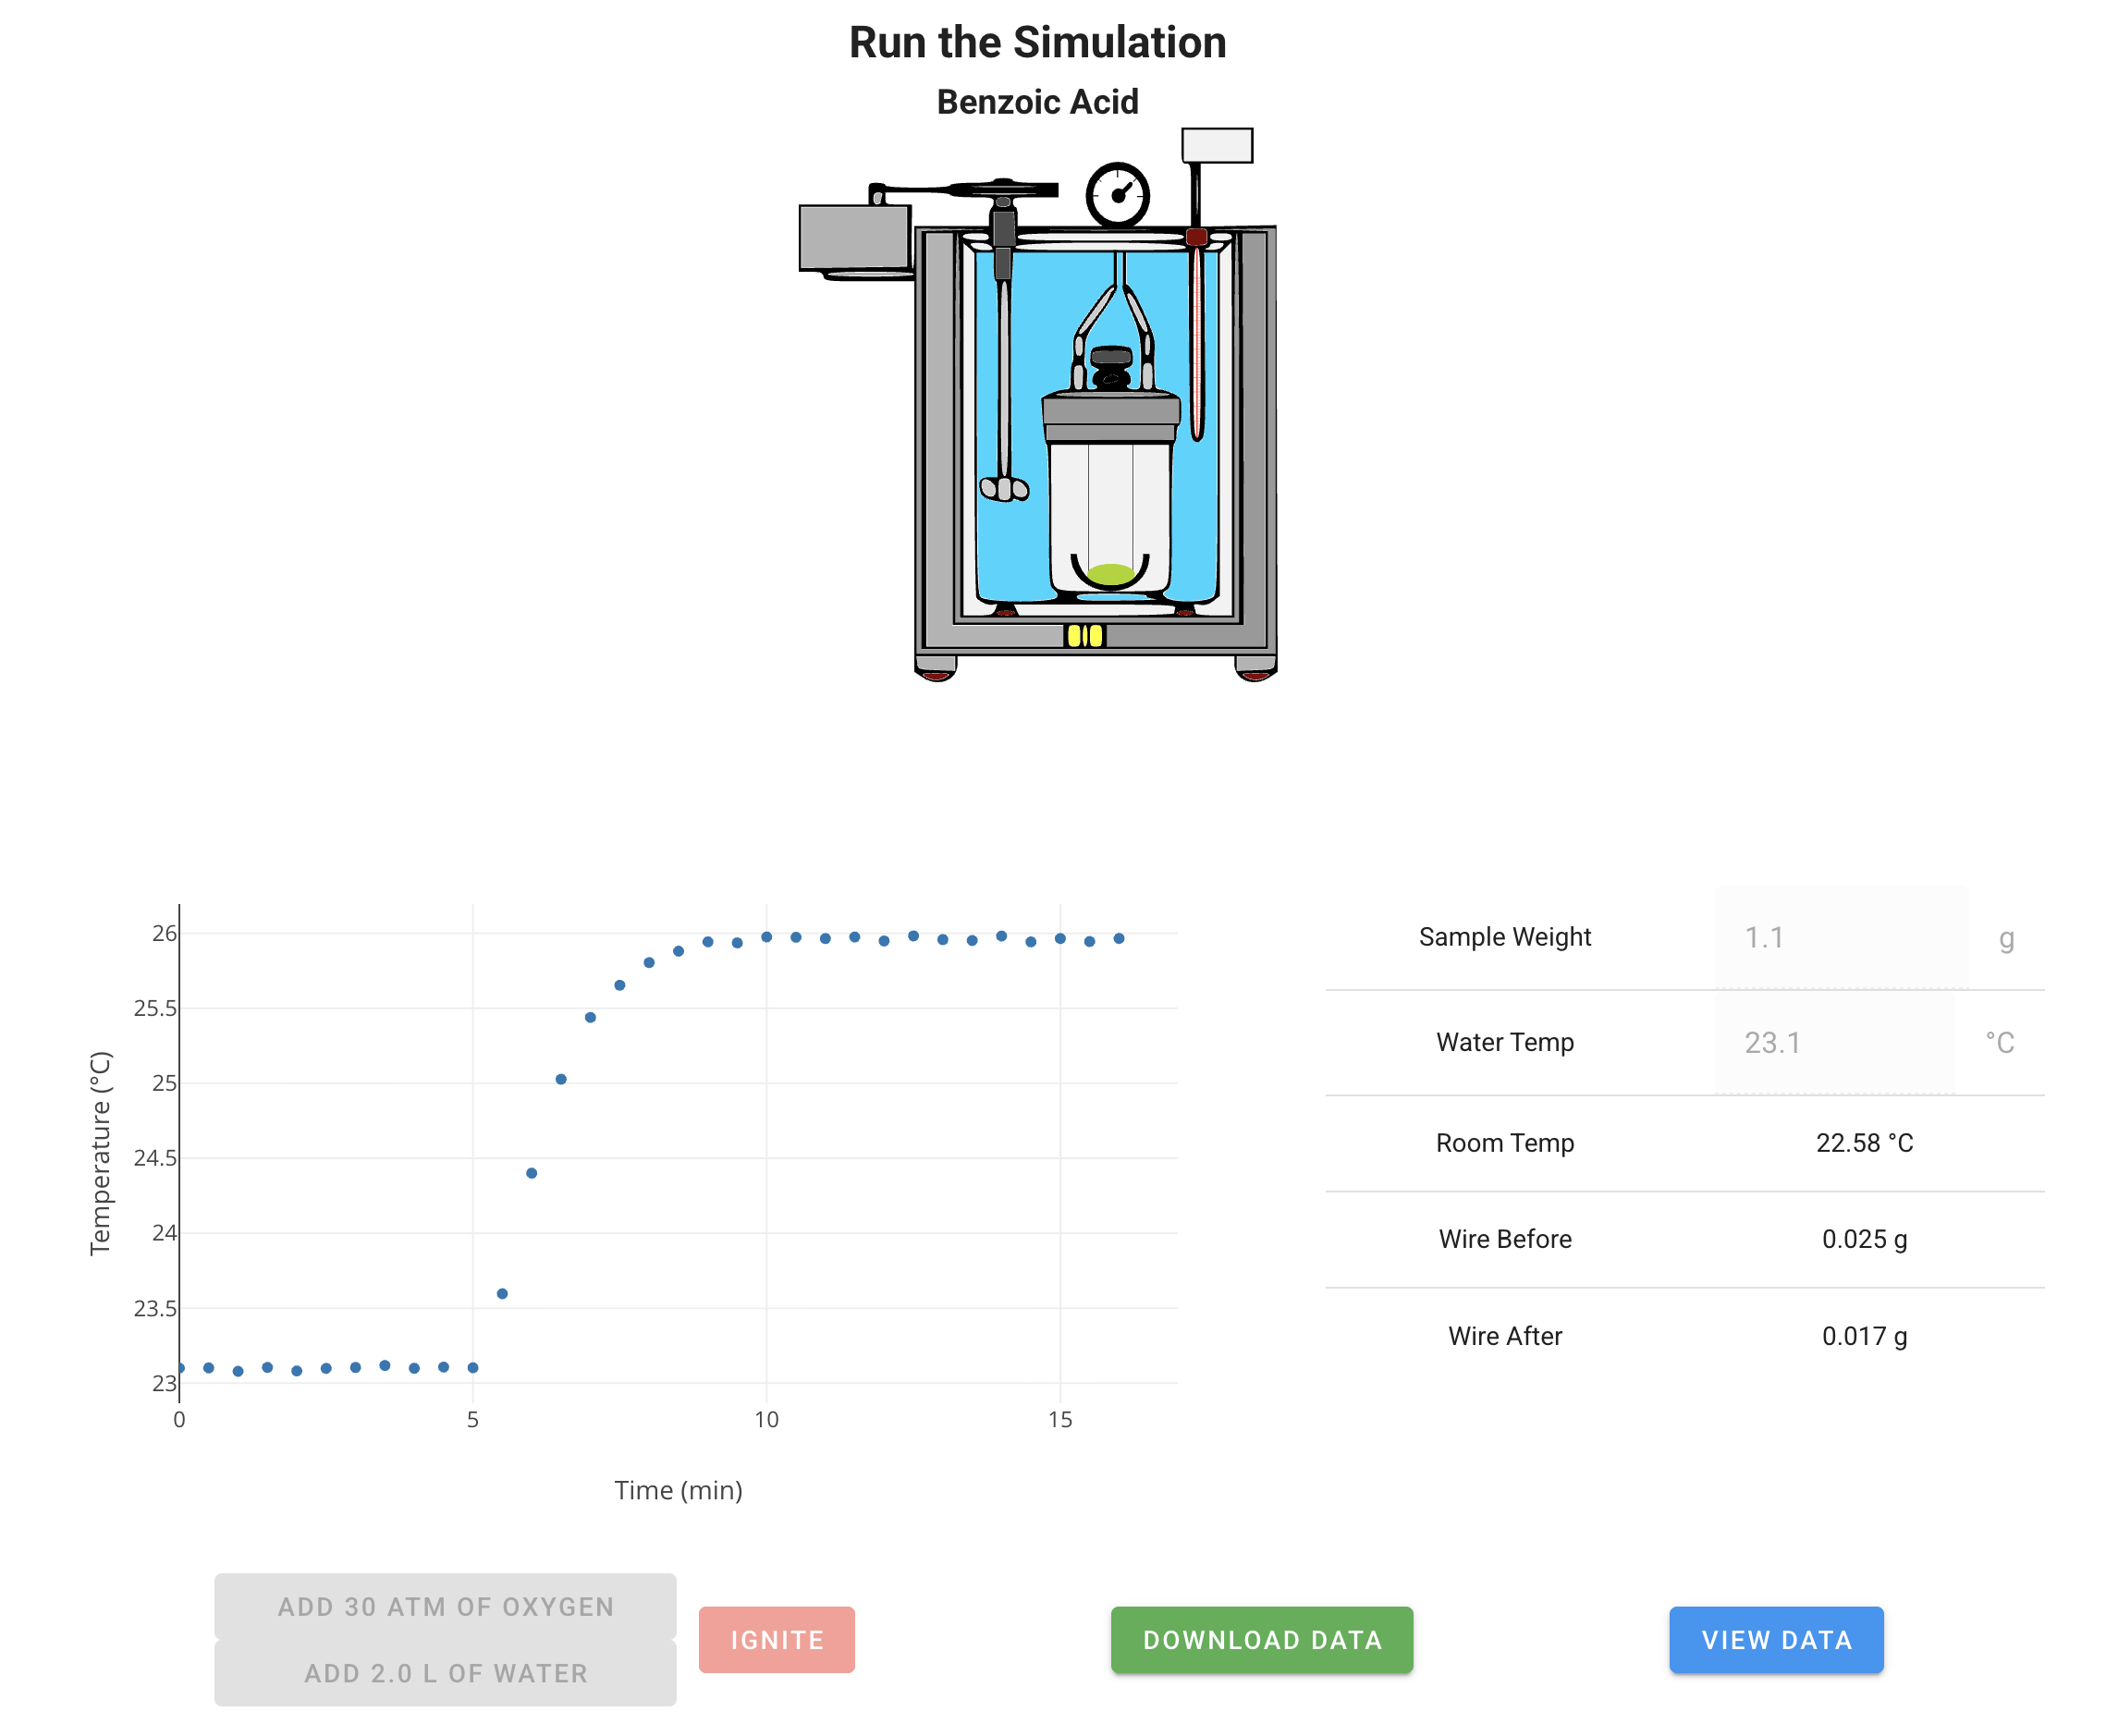 Run the Simulation
Benzoic Acid
26
25.5
25
24.5
24
23.5
23
Temperature (°C)
0 5 10 15
Time (min)
Sample Weight 1.1 g
Water Temp 23.1 °C
Room Temp 22.58 °C
Wire Before 0.025 g
Wire After 0.017 g
ADD 30 ATM OF OXYGEN
ADD 2.0 L OF WATER
IGNITE
DOWNLOAD DATA
VIEW DATA